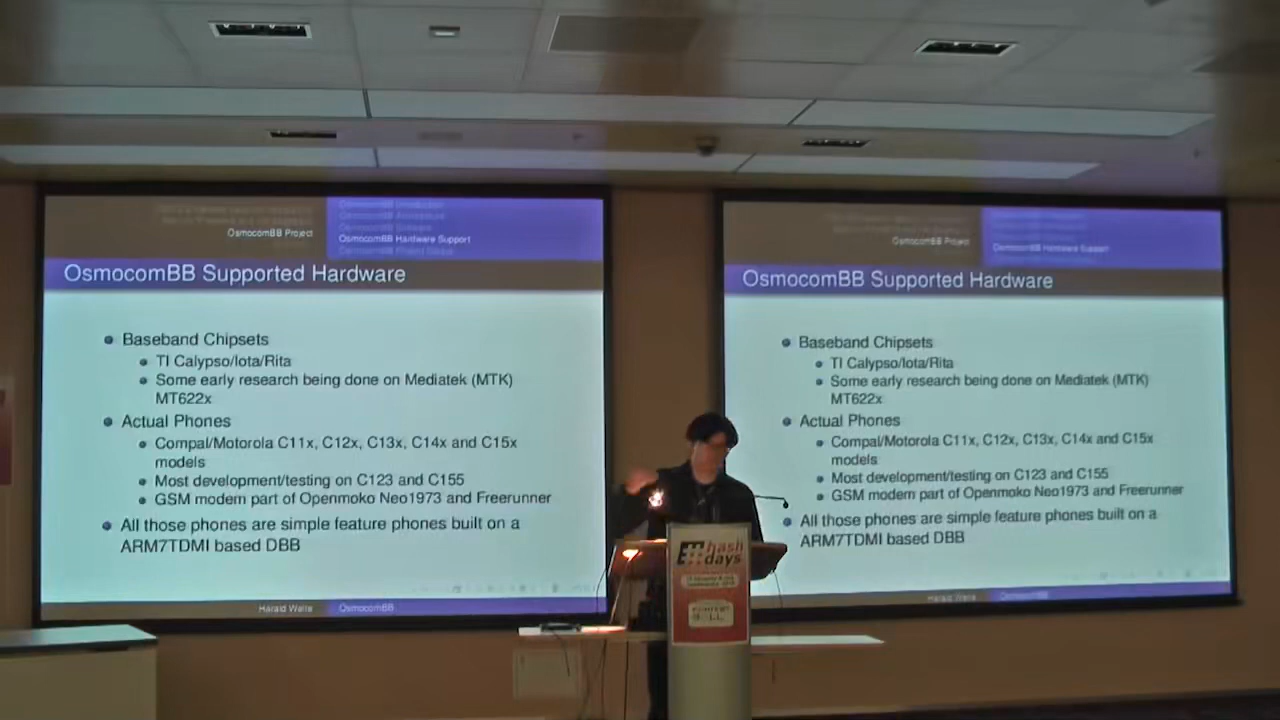 OsmocomBB Project
OsmocomBB Hardware Support
OsmocomBB Supported Hardware
Baseband Chipsets
TI Calypso/Iota/Rita
Some early research being done on Mediatek (MTK)
MT622x
Actual Phones
Compal/Motorola C11x, C12x, C13x, C14x and C15x
models
Most development/testing on C123 and C155
GSM modem part of Openmoko Neo1973 and Freerunner
All those phones are simple feature phones built on a
ARM7TDMI based DBB
Harald Welte
OsmocomBB
OsmocomBB Project
OsmocomBB Hardware Support
OsmocomBB Supported Hardware
Baseband Chipsets
TI Calypso/Iota/Rita
Some early research being done on Mediatek (MTK)
MT622x
Actual Phones
Compal/Motorola C11x, C12x, C13x, C14x and C15x
models
Most development/testing on C123 and C155
GSM modem part of Openmoko Neo1973 and Freerunner
All those phones are simple feature phones built on a
ARM7TDMI based DBB
Harald Welte
OsmocomBB
hash
days